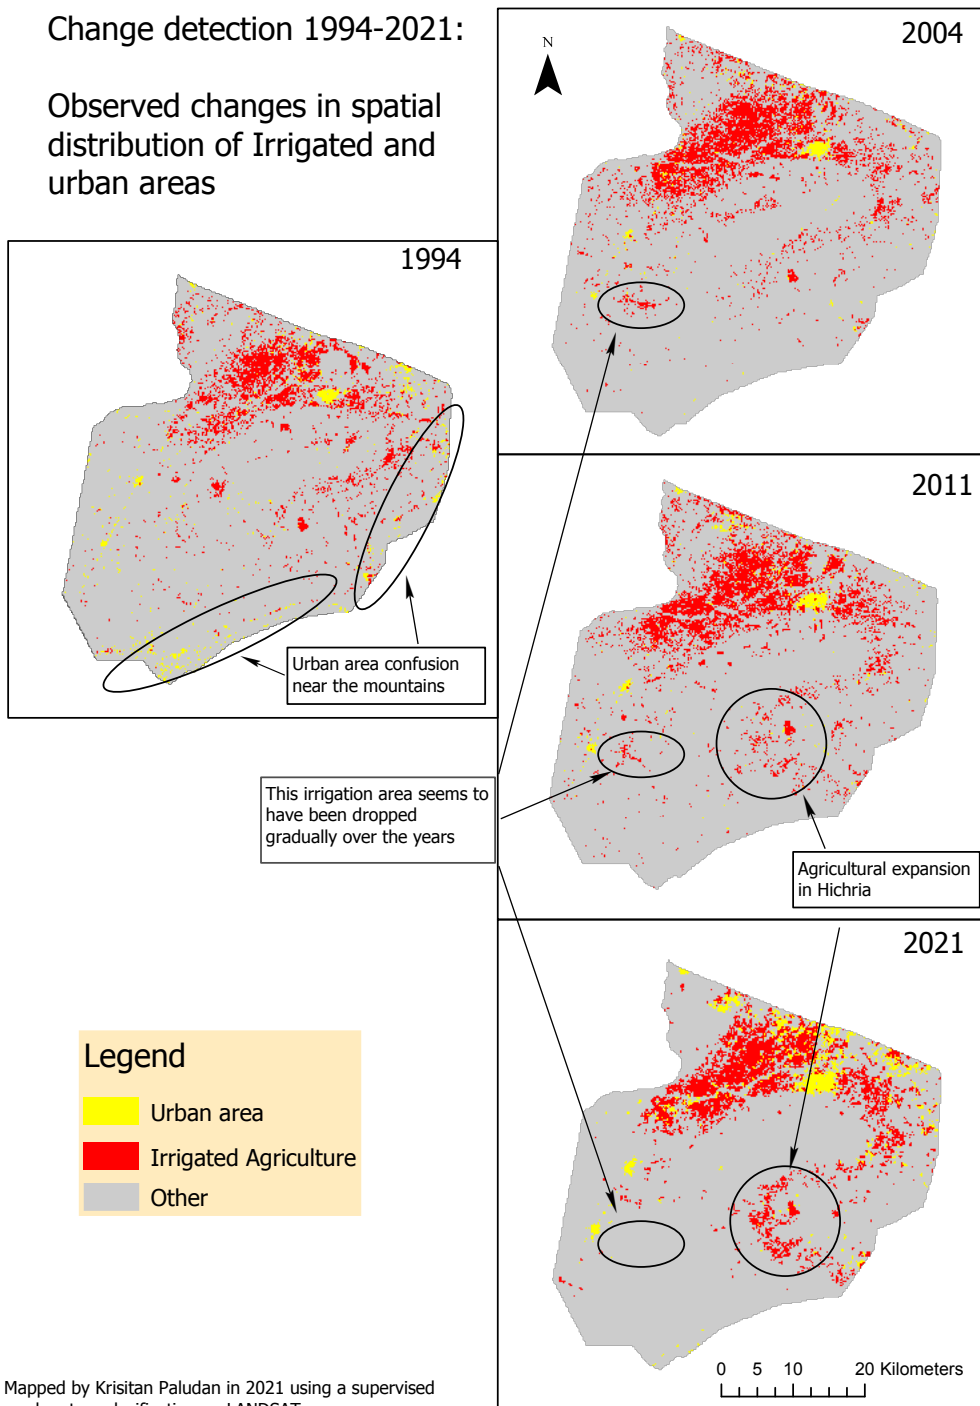 Change detection 1994-2021:
Observed changes in spatial
distribution of Irrigated and
urban areas
N
2004
1994
2011
Urban area confusion
near the mountains
This irrigation area seems to
have been dropped
gradually over the years
Agricultural expansion
in Hichria
2021
Legend
Urban area
Irrigated Agriculture
Other
0 5 10 20 Kilometers
Mapped by Krisitan Paludan in 2021 using a supervised